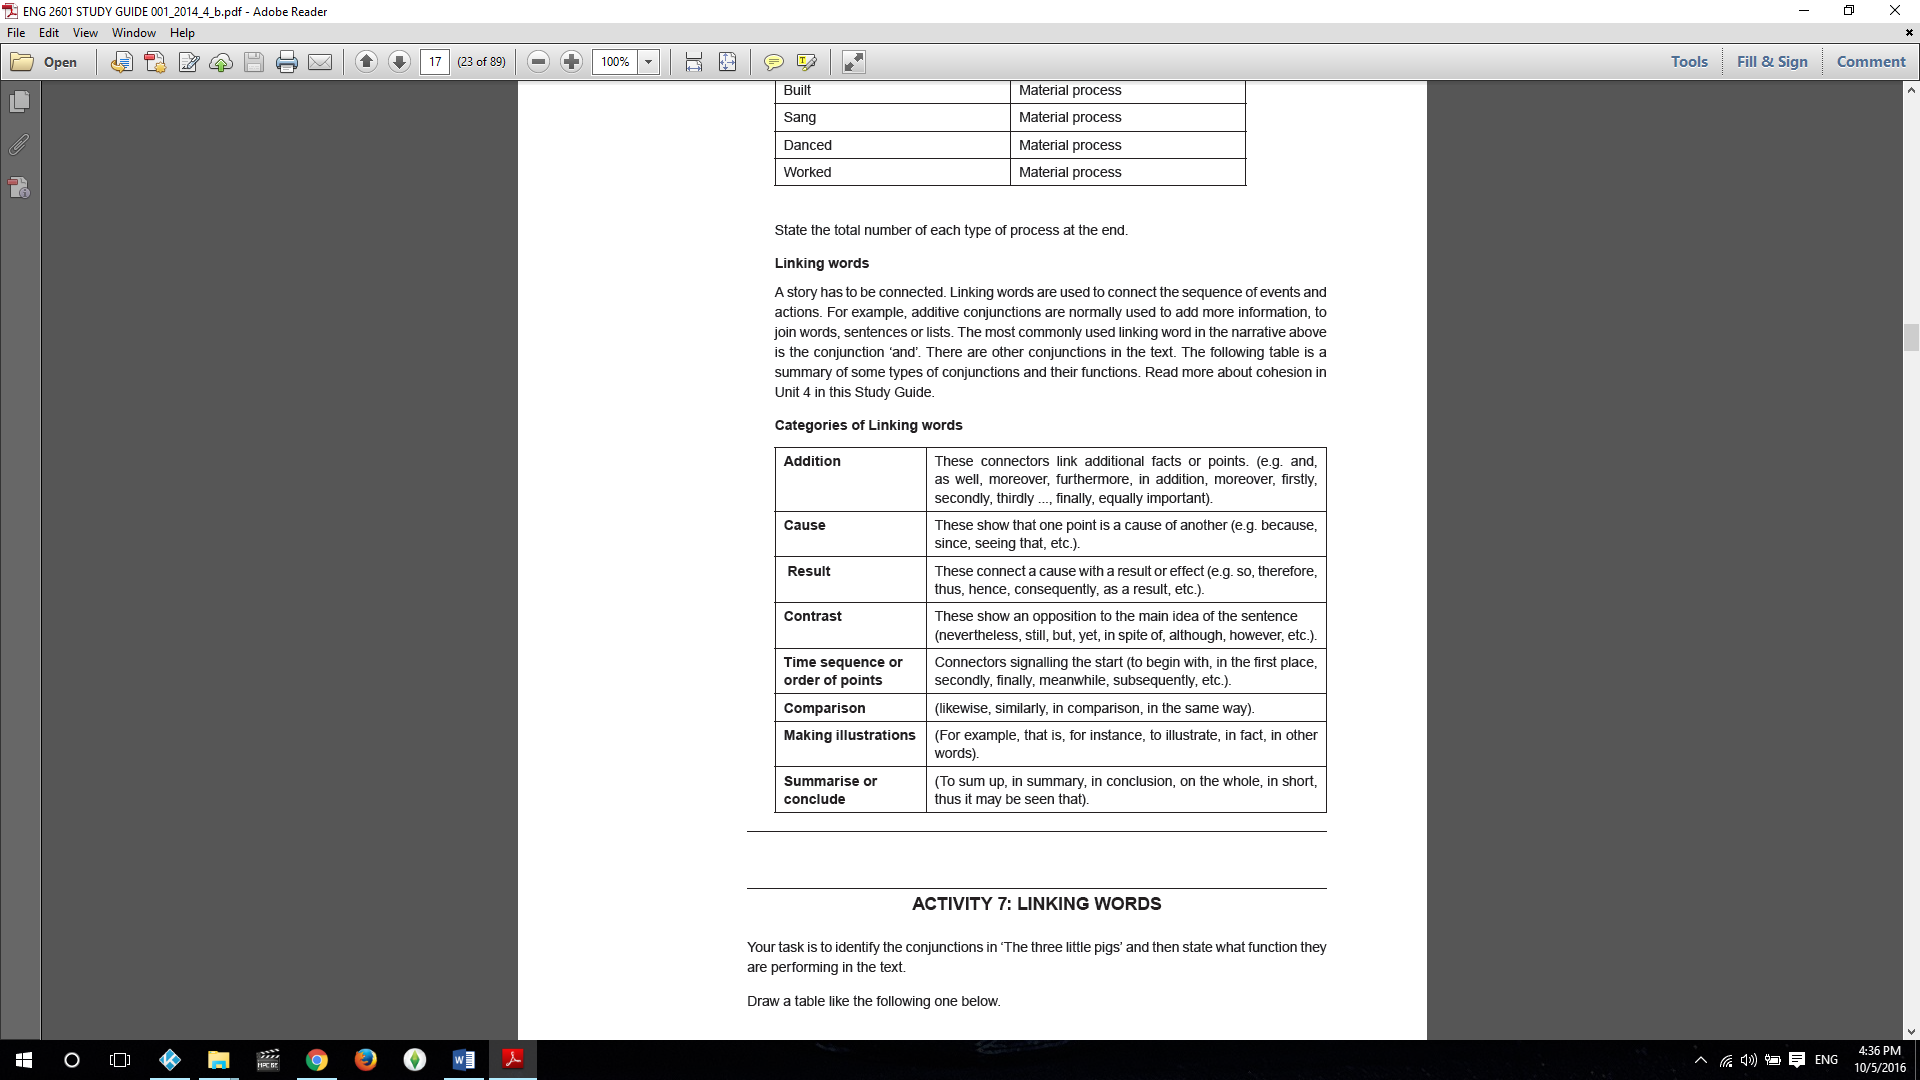 ENG 2601 STUDY GUIDE 001_2014_4_b.pdf - Adobe Reader
File Edit View Window Help
Open 17 (23 of 89) 100% Tools Fill & Sign Comment
Built Material process
Sang Material process
Danced Material process
Worked Material process
State the total number of each type of process at the end.
Linking words
A story has to be connected. Linking words are used to connect the sequence of events and
actions. For example, additive conjunctions are normally used to add more information, to
join words, sentences or lists. The most commonly used linking word in the narrative above
is the conjunction ‘and’. There are other conjunctions in the text. The following table is a
summary of some types of conjunctions and their functions. Read more about cohesion in
Unit 4 in this Study Guide.
Categories of Linking words
Addition These connectors link additional facts or points. (e.g. and,
as well, moreover, furthermore, in addition, moreover, firstly,
secondly, thirdly ..., finally, equally important).
Cause These show that one point is a cause of another (e.g. because,
since, seeing that, etc.).
Result These connect a cause with a result or effect (e.g. so, therefore,
thus, hence, consequently, as a result, etc.).
Contrast These show an opposition to the main idea of the sentence
(nevertheless, still, but, yet, in spite of, although, however, etc.).
Time sequence or Connectors signalling the start (to begin with, in the first place,
order of points secondly, finally, meanwhile, subsequently, etc.).
Comparison (likewise, similarly, in comparison, in the same way).
Making illustrations (For example, that is, for instance, to illustrate, in fact, in other
words).
Summarise or (To sum up, in summary, in conclusion, on the whole, in short,
conclude thus it may be seen that).
ACTIVITY 7: LINKING WORDS
Your task is to identify the conjunctions in ‘The three little pigs’ and then state what function they
are performing in the text.
Draw a table like the following one below.
ENG 4:36 PM
10/5/2016